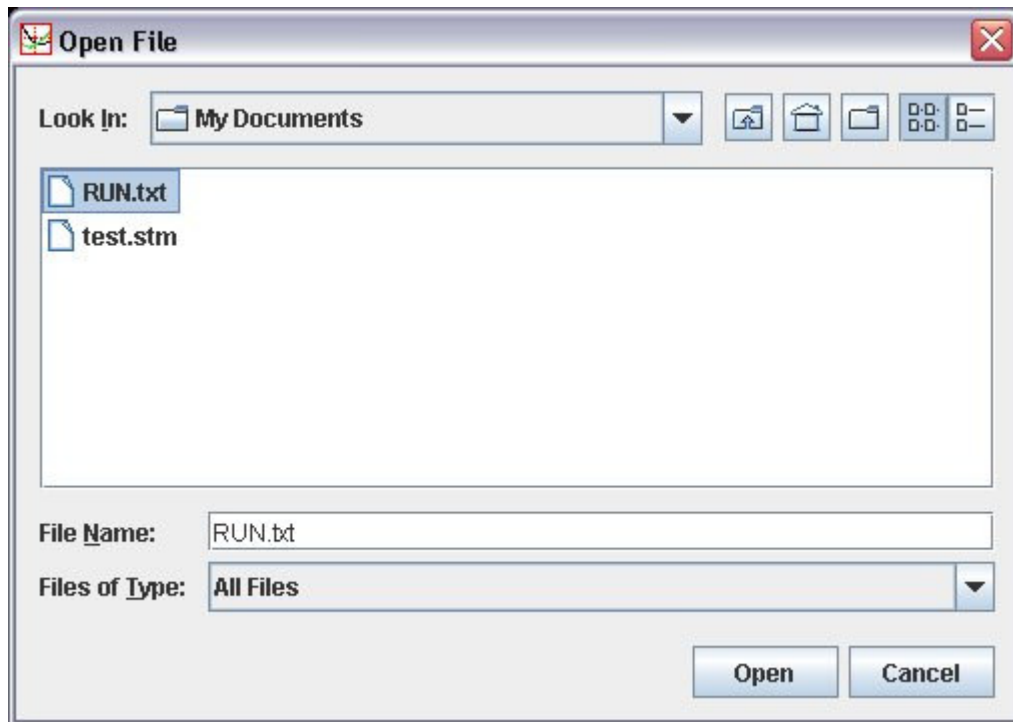 Open File
Look In: My Documents
RUN.txt
test.stm
File Name: RUN.txt
Files of Type: All Files
Open Cancel